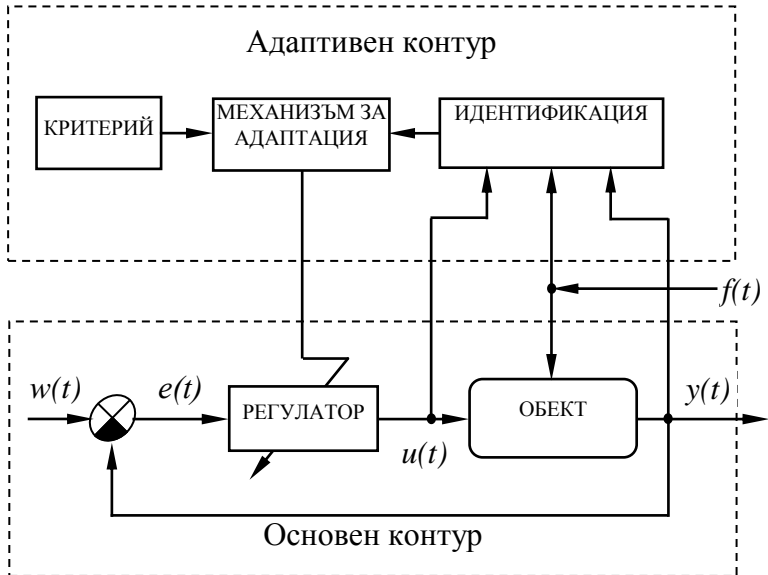 Адаптивен контур
КРИТЕРИЙ
МЕХАНИЗЪМ ЗА
АДАПТАЦИЯ
ИДЕНТИФИКАЦИЯ
f(t)
w(t)
e(t)
РЕГУЛАТОР
u(t)
ОБЕКТ
y(t)
Основен контур